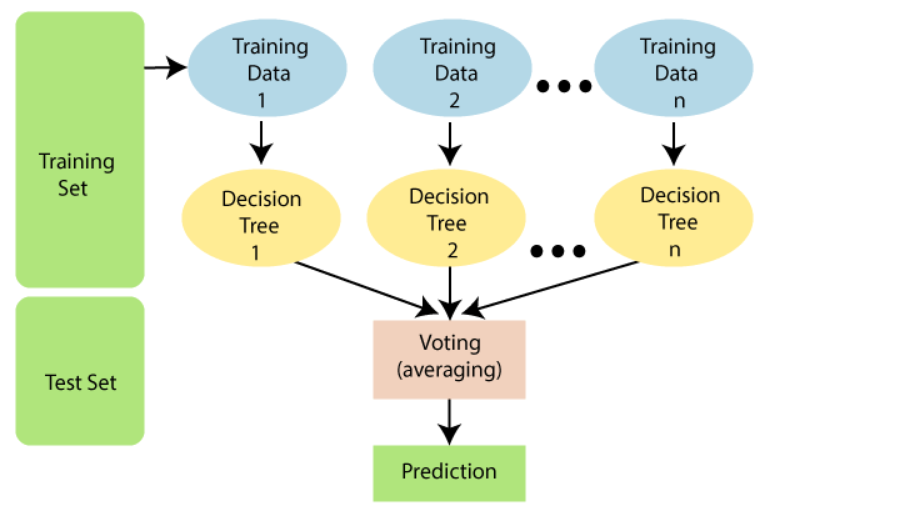 Training
Set
Test Set
Training
Data
1
Training
Data
2
Training
Data
n
Decision
Tree
1
Decision
Tree
2
Decision
Tree
n
Voting
(averaging)
Prediction